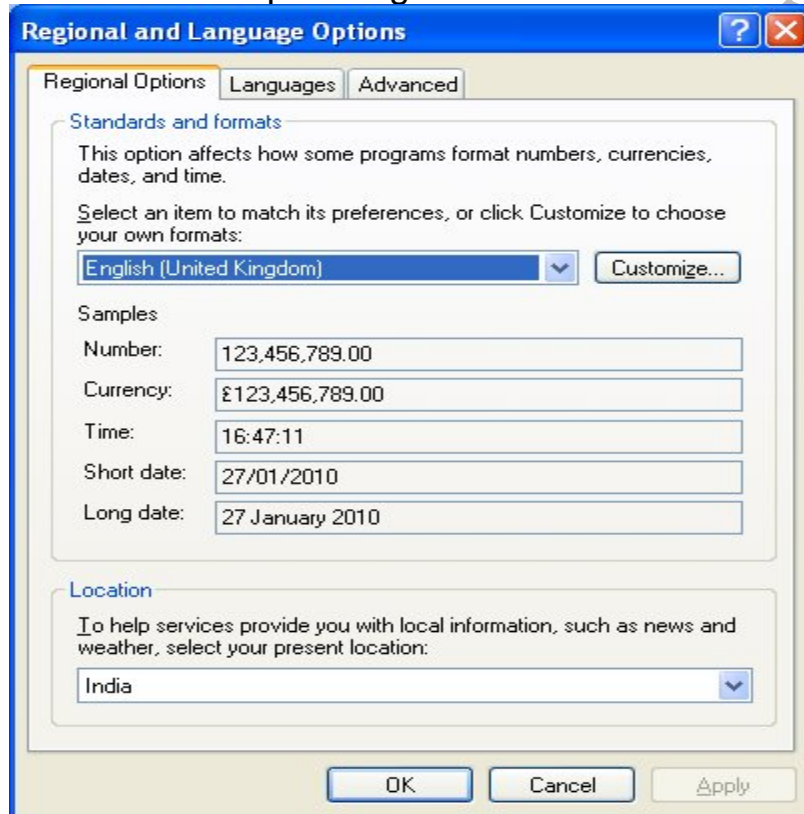 Regional and Language Options
Regional Options Languages Advanced
Standards and formats
This option affects how some programs format numbers, currencies,
dates, and time.
Select an item to match its preferences, or click Customize to choose
your own formats:
English (United Kingdom) Customize...
Samples
Number: 123,456,789.00
Currency: £123,456,789.00
Time: 16:47:11
Short date: 27/01/2010
Long date: 27 January 2010
Location
To help services provide you with local information, such as news and
weather, select your present location:
India
OK Cancel Apply